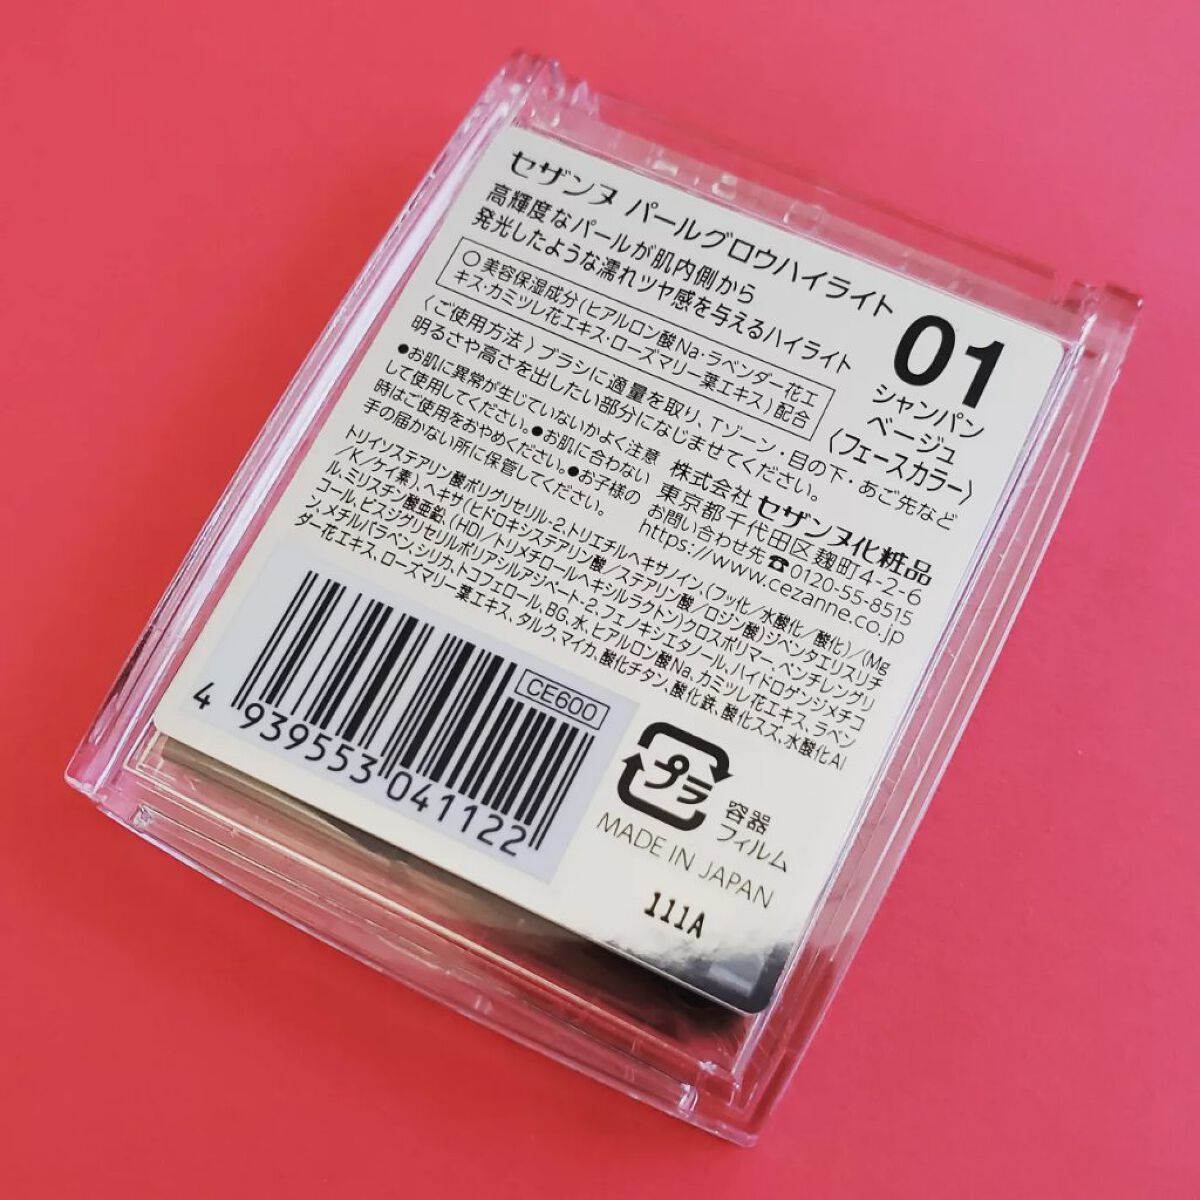 セザンヌ パールグロウハイライト
高輝度なパールが肌内側から
発光したような濡れツヤ感を与えるハイライト
○美容保湿成分(ヒアルロン酸Na・ラベンダー花エ
キス・カミツレ花エキス・ローズマリー葉エキス)配合
01
シャンパン
ベージュ
〈フェースカラー〉
〈ご使用方法〉ブラシに適量を取り、Tゾーン・目の下・あご先など
明るさや高さを出したい部分になじませてください。
●お肌に異常が生じていないかよく注意
して使用してください。●お肌に合わない
時はご使用をおやめください。●お子様の
手の届かない所に保管してください。
株式会社 セザンヌ化粧品
東京都千代田区麹町4-2-6
お問い合わせ先☎0120-55-8515
https://www.cezanne.co.jp
トリイソステアリン酸ポリグリセリル-2、トリエチルヘキサノイン、(フッ化/水酸化/酸化)/(Mg
/K/ケイ素)、ヘキサ(ヒドロキシステアリン酸/ステアリン酸/ロジン酸)ジペンタエリスリチ
ル、ミリスチン酸亜鉛、(HDI/トリメチロールヘキシルラクトン)クロスポリマー、ペンチレングリ
コール、ビスジグリセリルポリアシルアジペート-2、フェノキシエタノール、ハイドロゲンジメチコ
ン、メチルパラベン、シリカ、トコフェロール、BG、水、ヒアルロン酸Na、カミツレ花エキス、ラベン
ダー花エキス、ローズマリー葉エキス、タルク、マイカ、酸化チタン、酸化鉄、酸化スズ、水酸化Al
CE600
4 939553 041122
プラ
容器
フィルム
MADE IN JAPAN
111A